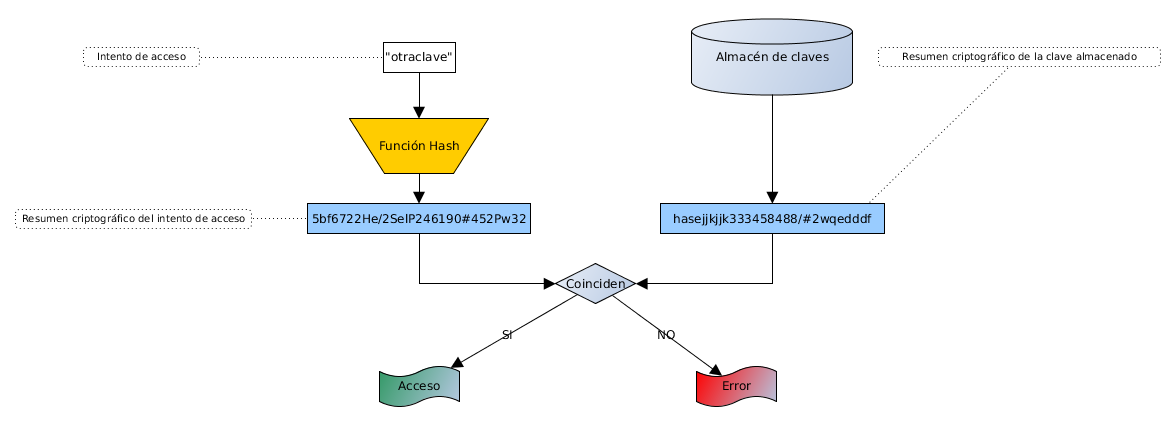 Intento de acceso
"otraclave"
Almacén de claves
Resumen criptográfico de la clave almacenado
Función Hash
Resumen criptográfico del intento de acceso
5bf6722He/2SeIP246190#452Pw32
hasejjkjjk333458488/#2wqedddf
Coinciden
SI
NO
Acceso
Error